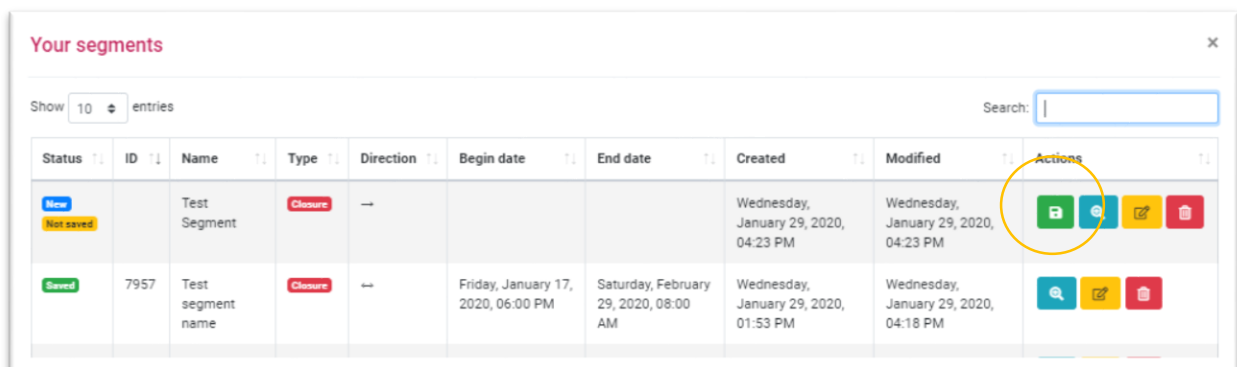 Your segments ×
Show 10 entries Search:
Status ID Name Type Direction Begin date End date Created Modified Actions
New
Not saved
Test
Segment
Closure
→
Wednesday,
January 29, 2020,
04:23 PM
Wednesday,
January 29, 2020,
04:23 PM
Saved
7957
Test
segment
name
Closure
↔
Friday, January 17,
2020, 06:00 PM
Saturday, February
29, 2020, 08:00
AM
Wednesday,
January 29, 2020,
01:53 PM
Wednesday,
January 29, 2020,
04:18 PM